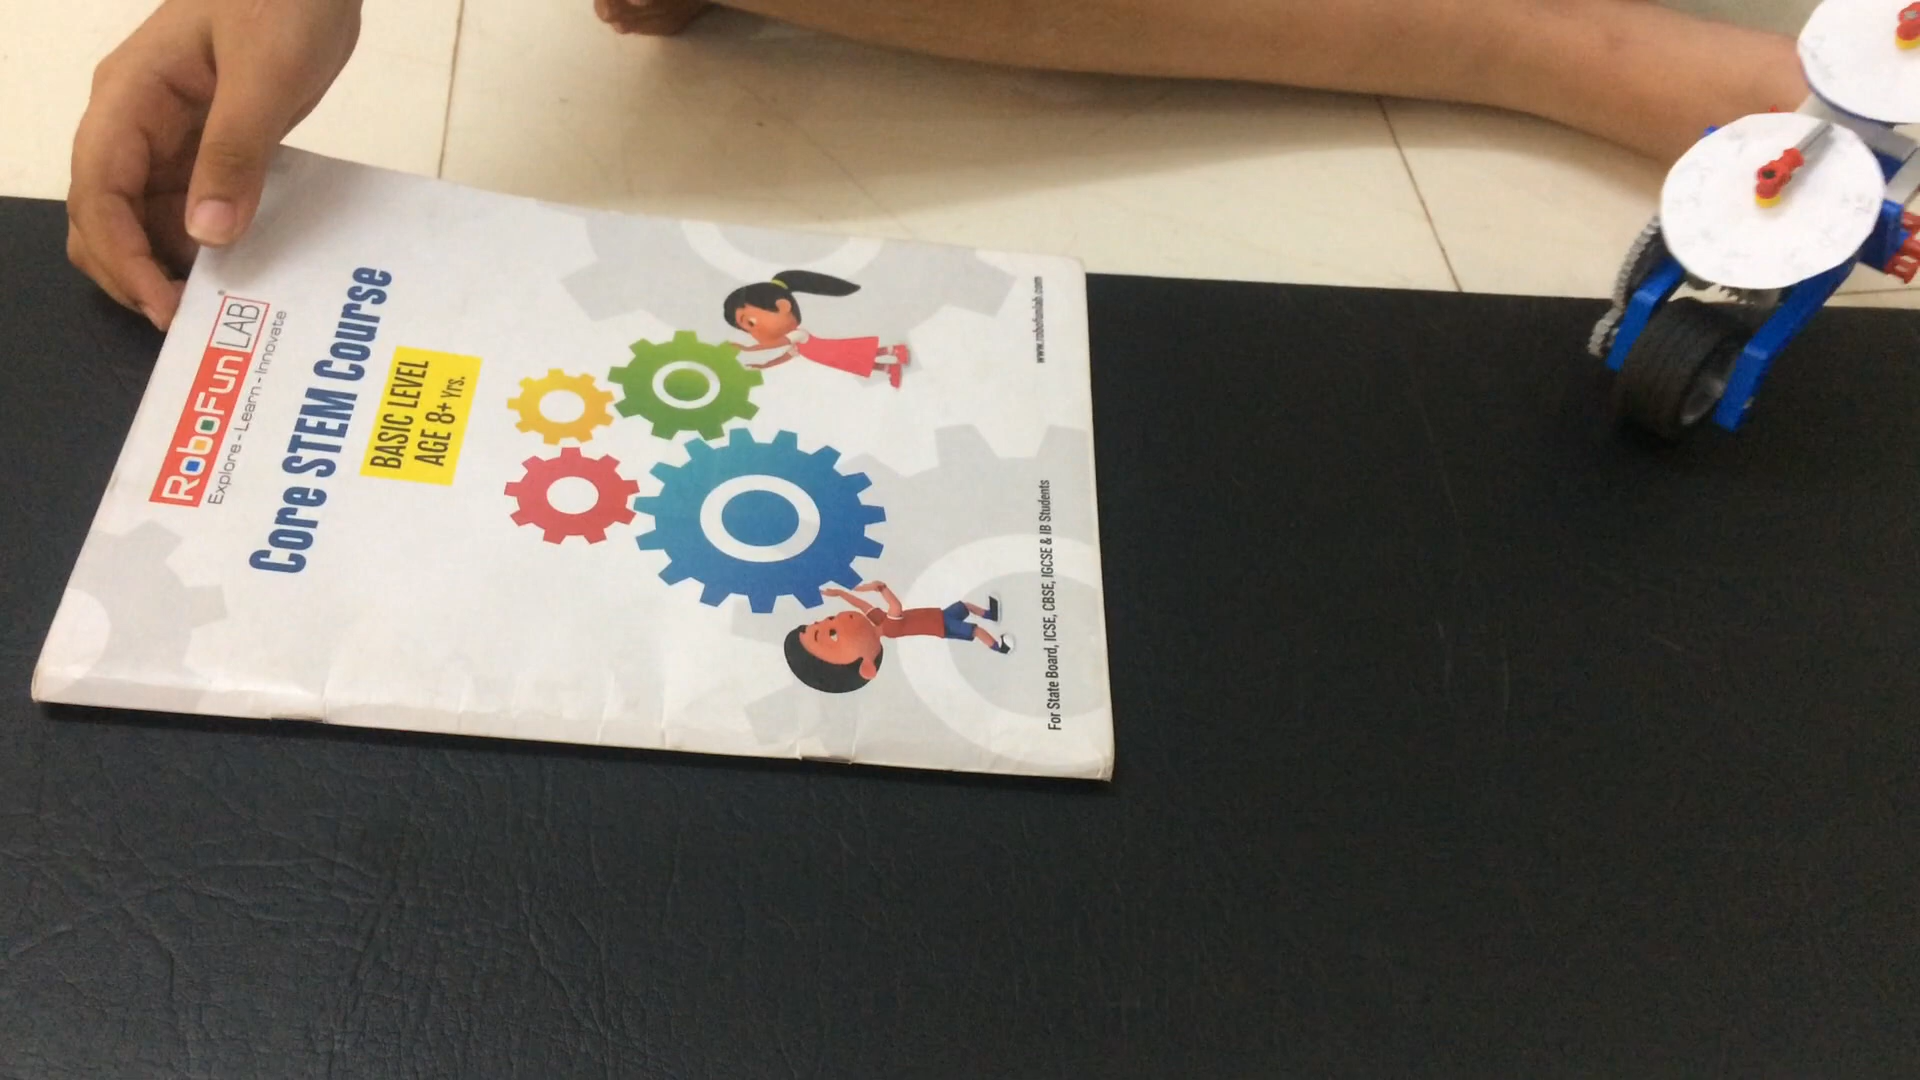 RoboFun LAB®
Explore - Learn - Innovate
Core STEM Course
BASIC LEVEL
AGE 8+ Yrs.
For State Board, ICSE, CBSE, IGCSE & IB Students
www.robofunlab.com